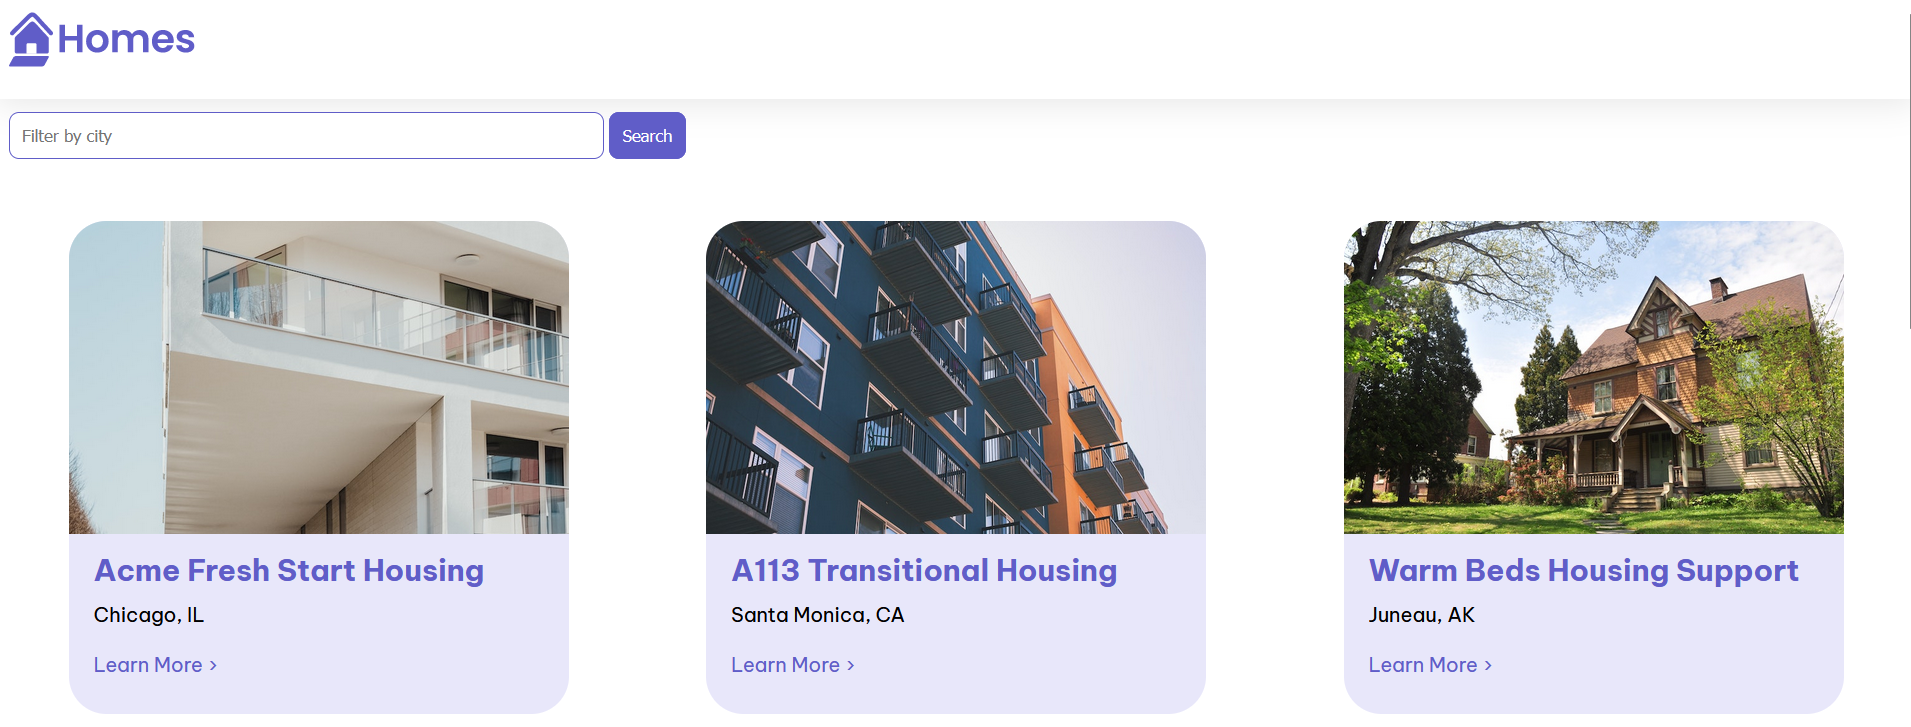 Homes
Filter by city
Search
Acme Fresh Start Housing
Chicago, IL
Learn More >
A113 Transitional Housing
Santa Monica, CA
Learn More >
Warm Beds Housing Support
Juneau, AK
Learn More >